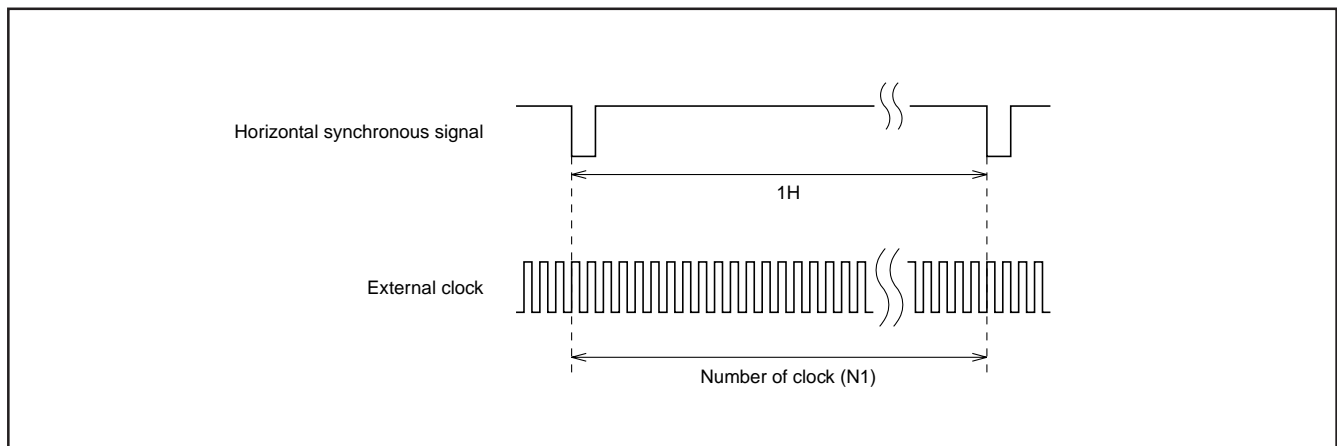 Horizontal synchronous signal
1H
External clock
Number of clock (N1)